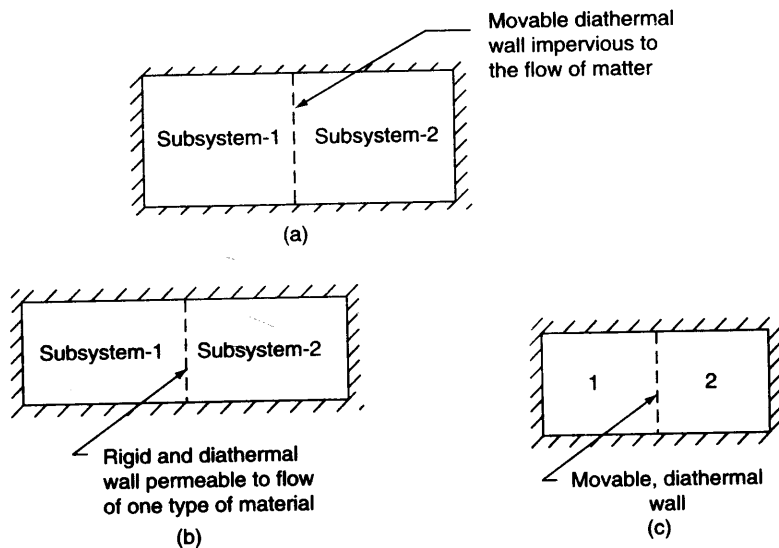 Movable diathermal
wall impervious to
the flow of matter
Subsystem-1
Subsystem-2
(a)
Subsystem-1
Subsystem-2
Rigid and diathermal
wall permeable to flow
of one type of material
(b)
1
2
Movable, diathermal
wall
(c)